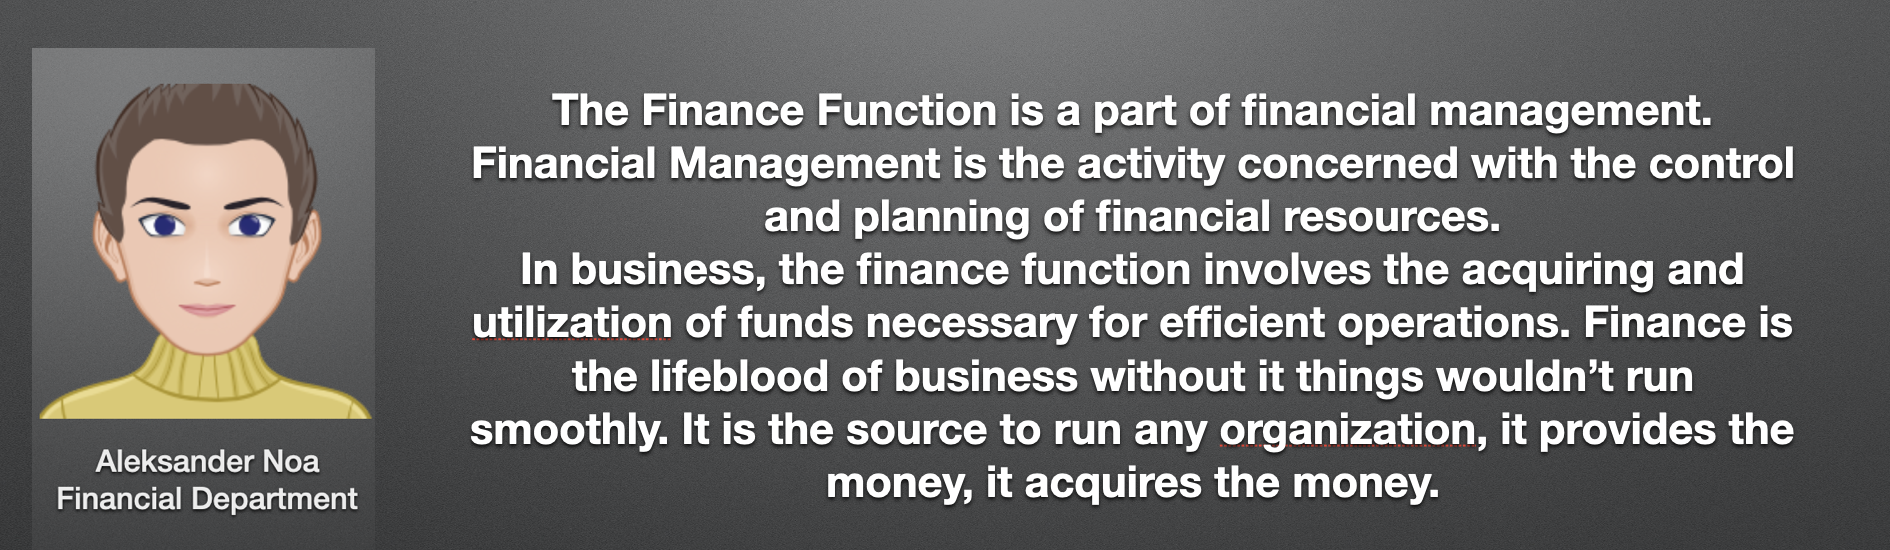 The Finance Function is a part of financial management.
Financial Management is the activity concerned with the control
and planning of financial resources.
In business, the finance function involves the acquiring and
utilization of funds necessary for efficient operations. Finance is
the lifeblood of business without it things wouldn’t run
smoothly. It is the source to run any organization, it provides the
money, it acquires the money.
Aleksander Noa
Financial Department